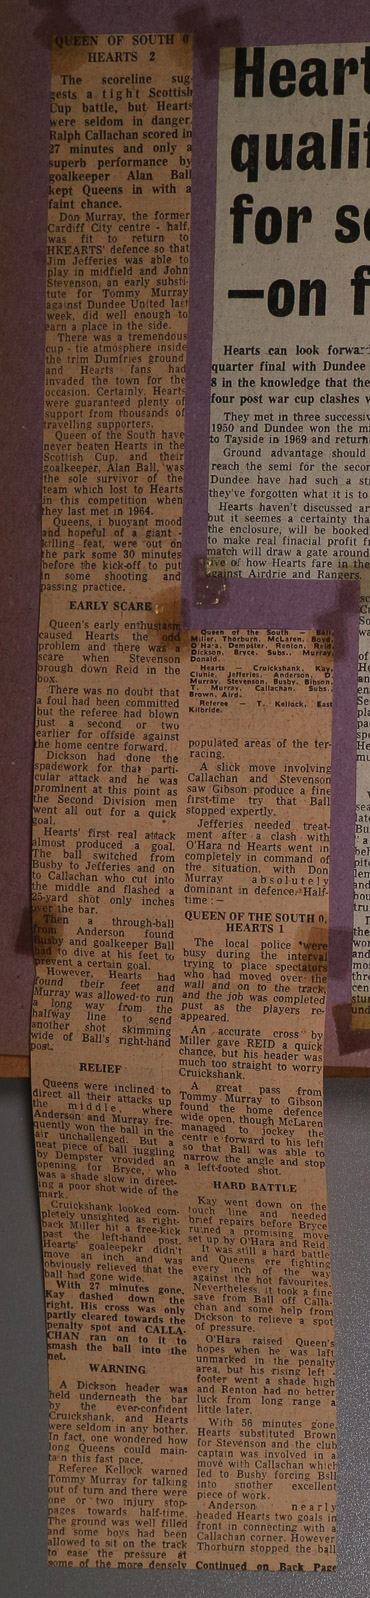 QUEEN OF SOUTH 0
HEARTS 2
The scoreline sug-
gests a tight Scottish
Cup battle, but Hearts
were seldom in danger.
Ralph Callachan scored in
27 minutes and only a
superb performance by
goalkeeper Alan Ball
kept Queens in with a
faint chance.
Don Murray, the former
Cardiff City centre - half,
was fit to return to
HKEARTS' defence so that
Jim Jefferies was able to
play in midfield and John
Stevenson, an early substi-
tute for Tommy Murray
against Dundee United last
week, did well enough to
earn a place in the side.
There was a tremendous
cup - tie atmosphere inside
the trim Dumfries ground
and Hearts fans had
invaded the town for the
occasion. Certainly, Hearts
were guaranteed plenty of
support from thousands of
travelling supporters.
Queen of the South have
never beaten Hearts in the
Scottish Cup, and their
goalkeeper, Alan Ball, was
the sole survivor of the
team which lost to Hearts
in this competition when
they last met in 1964.
Queens, i buoyant mood
and hopeful of a giant -
killing feat, were out on
the park some 30 minutes
before the kick-off to put
in some shooting and
passing practice.
EARLY SCARE
Queen's early enthusiasm
caused Hearts the odd
problem and there was a
scare when Stevenson
brough down Reid in the
box.
There was no doubt that
a foul had been committed
but the referee had blown
just a second or two
earlier for offside against
the home centre forward.
Dickson had done the
spadework for that parti-
cular attack and he was
prominent at this point as
the Second Division men
went all out for a quick
goal.
Hearts' first real attack
almost produced a goal.
The ball switched from
Busby to Jefferies and on
to Callachan who cut into
the middle and flashed a
25-yard shot only inches
over the bar.
Then a through-ball
from Anderson found
Busby and goalkeeper Ball
had to dive at his feet to
prevent a certain goal.
However, Hearts had
found their feet and
Murray was allowed to run
a long way from the
halfway line to send
another shot skimming
wide of Ball's right-hand
post.
RELIEF
Queens were inclined to
direct all their attacks up
the middle, where
Anderson and Murray fre-
quently won the ball in the
air unchallenged. But a
neat piece of ball juggling
by Dempster vrovided an
opening for Bryce, who
was a shade slow in direct-
ing a poor shot wide of the
mark.
Cruickshank looked com-
pletely unsighted as right-
back Miller hit a free-kick
past the left-hand post.
Hearts' goaleepekr didn't
move an inch and was
obviously relieved that the
ball had gone wide.
With 27 minutes gone,
Kay dashed down the
right. His cross was only
partly cleared towards the
penalty spot and CALLA-
CHAN ran on to it to
smash the ball into the
net.
WARNING
A Dickson header was
held underneath the bar
by the ever-confident
Cruickshank, and Hearts
were seldom in any bother.
In fact, one wondered how
long Queens could main-
tain this fast pace.
Referee Kellock warned
Tommy Murray for talking
out of turn and there were
one or two injury stop-
pages towards half-time.
The ground was well filled
and some boys had been
allowed to sit on the track
to ease the pressure at
some of the more densely
Queen of the South — Ball,
Miller, Thorburn, McLaren, Boyd,
O'Hara, Dempster, Renton, Reid,
Dickson, Bryce. Subs., Murray,
Donald.
Hearts — Cruickshank, Kay,
Clunie, Jefferies, Anderson, D.
Murray, Stevenson, Busby, Gibson,
T. Murray, Callachan. Subs.,
Brown, Aird.
Referee — T. Kellock, East
Kilbride.
populated areas of the ter-
racing.
A slick move involving
Callachan and Stevenson
saw Gibson produce a fine
first-time try that Ball
stopped expertly.
Jefferies needed treat-
ment after a clash with
O'Hara nd Hearts went in
completely in command of
the situation, with Don
Murray absolutely
dominant in defence. Half-
time : —
QUEEN OF THE SOUTH 0,
HEARTS 1
The local police were
busy during the interval
trying to place spectators
who had moved over the
wall and on to the track
and the job was completed
pust as the players re-
appeared.
An accurate cross by
Miller gave REID a quick
chance, but his header was
much too straight to worry
Cruickshank.
A great pass from
Tommy Murray to Gibson
found the home defence
wide open, though McLaren
managed to jockey the
centr e forward to his left
so that Ball was able to
narrow the angle and stop
a left-footed shot.
HARD BATTLE
Kay went down on the
touch line and needed
brief repairs before Bryce
ruined a promising move
set up by O'Hara and Reid.
It was still a hard battle
and Queens ere fighting
every inch of the way
against the hot favourites.
Nevertheless, it took a fine
save from Ball off Calla-
chan and some help from
Dickson to relieve a spot
of pressure.
O'Hara raised Queen's
hopes when he was left
unmarked in the penalty
area, but his rising left -
footer went a shade high
and Renton had no better
luck from long range a
little later.
With 56 minutes gone,
Hearts substituted Brown
for Stevenson and the club
captain was involved in a
move with Callachan which
led to Busby forcing Ball
into another excellent
piece of work.
Anderson nearly
headed Hearts two goals in
front in connecting with a
Callachan corner. However,
Thorburn stopped the ball
Continued on Back Page
Heart
qualif
for se
—on f
Hearts can look forwar
quarter final with Dundee
8 in the knowledge that the
four post war cup clashes w
They met in three successiv
1950 and Dundee won the m
to Tayside in 1969 and return
Ground advantage should
reach the semi for the secon
Dundee have had such a st
they've forgotten what it is to
Hearts haven't discussed ar
but it seems a certainty tha
the enclosure, will be booked
to make real finacial profit f
match will draw a gate around
ive of how Hearts fare in the
against Airdrie and Rangers.